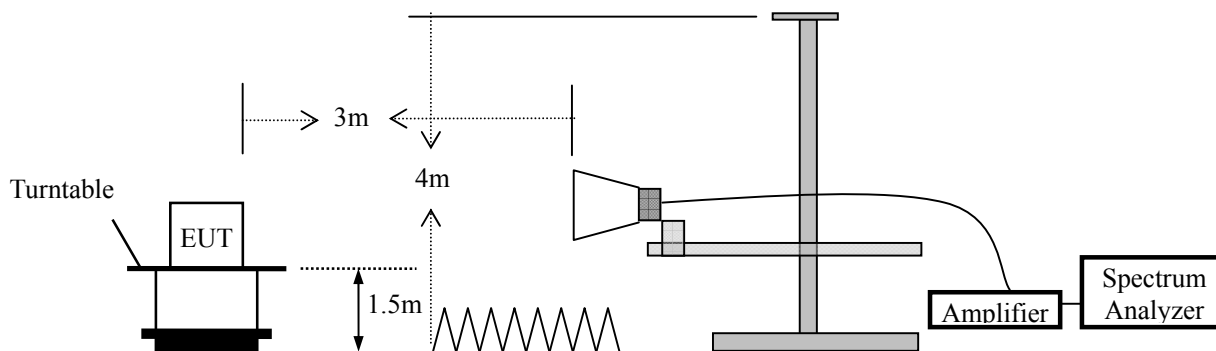 3m
4m
Turntable
EUT
1.5m
Amplifier
Spectrum
Analyzer